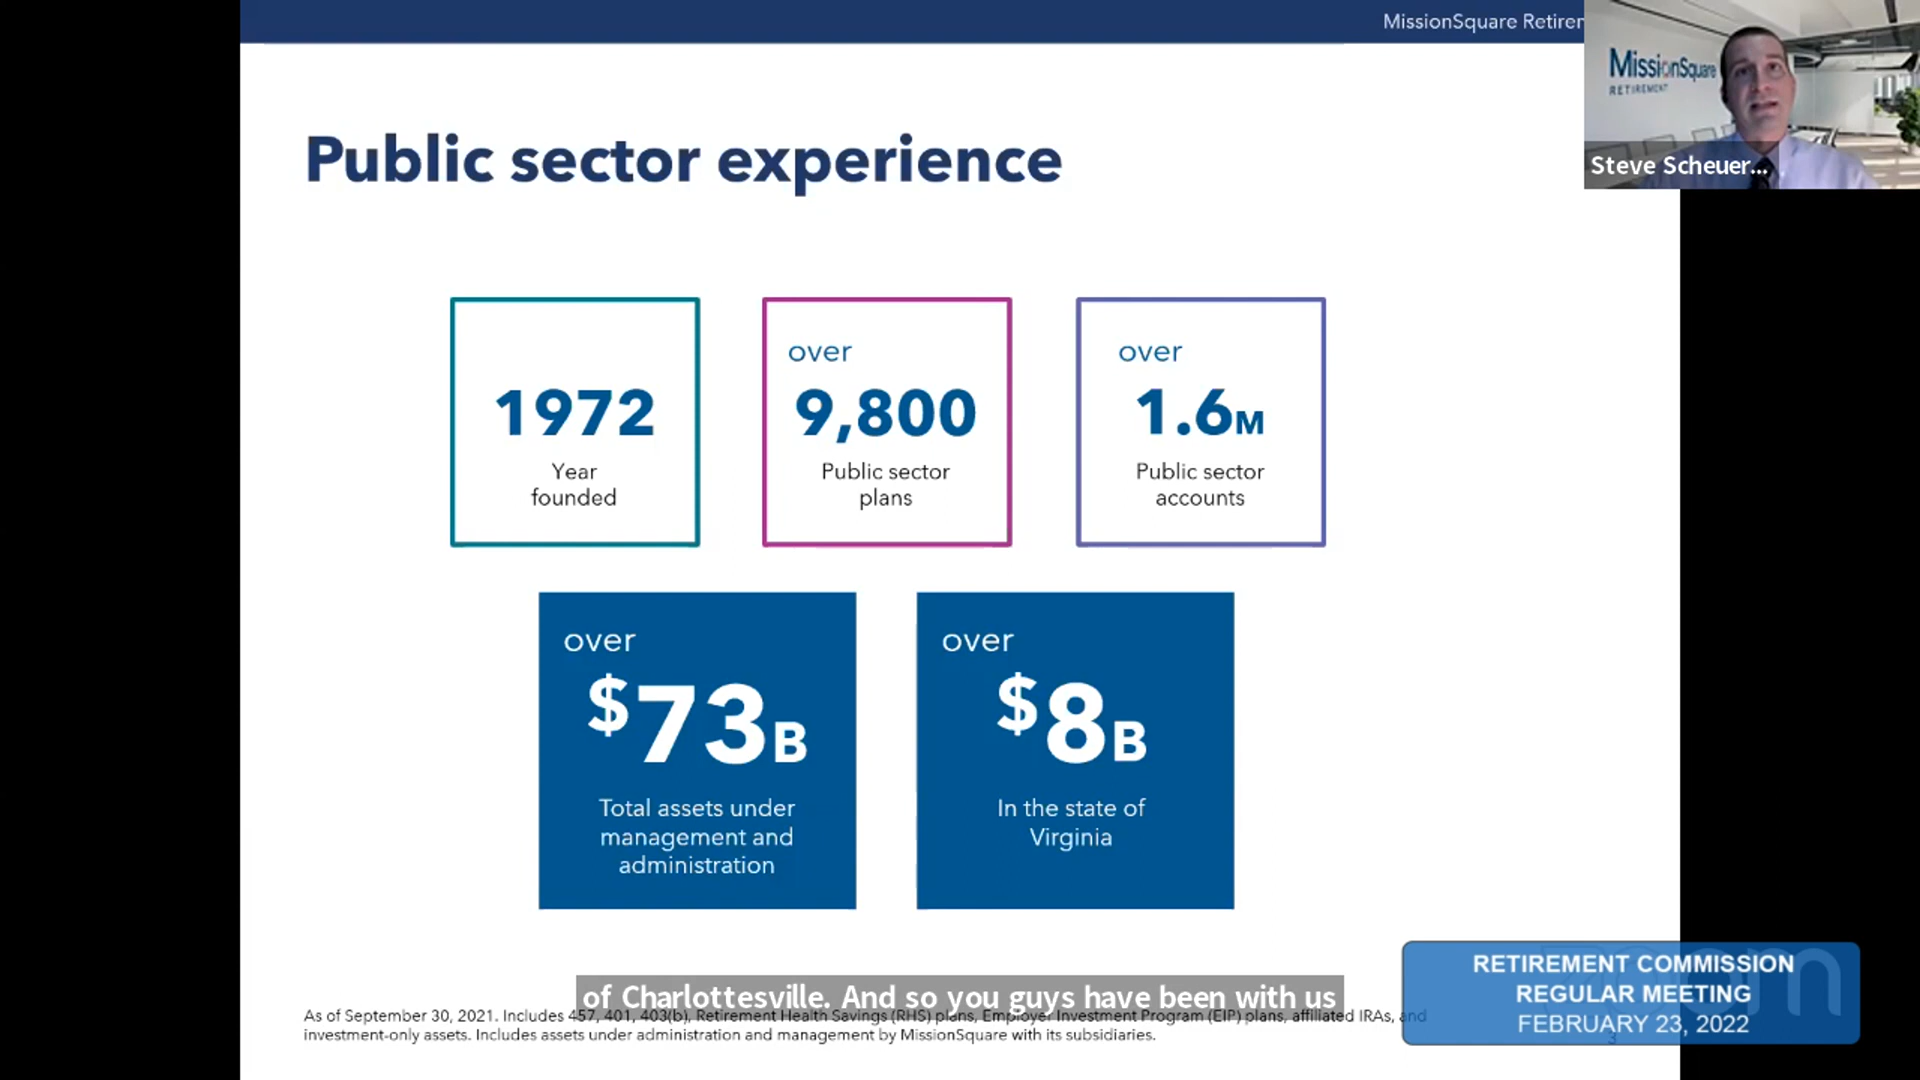 MissionSquare Retirem
MissionSquare
RETIREMENT
Steve Scheuer...
Public sector experience
1972
Year
founded
over
9,800
Public sector
plans
over
1.6M
Public sector
accounts
over
$73B
Total assets under
management and
administration
over
$8B
In the state of
Virginia
of Charlottesville. And so you guys have been with us
As of September 30, 2021. Includes 457, 401, 403(b), Retirement Health Savings (RHS) plans, Employer Investment Program (EIP) plans, affiliated IRAs, and
investment-only assets. Includes assets under administration and management by MissionSquare with its subsidiaries.
3
zoom
RETIREMENT COMMISSION
REGULAR MEETING
FEBRUARY 23, 2022